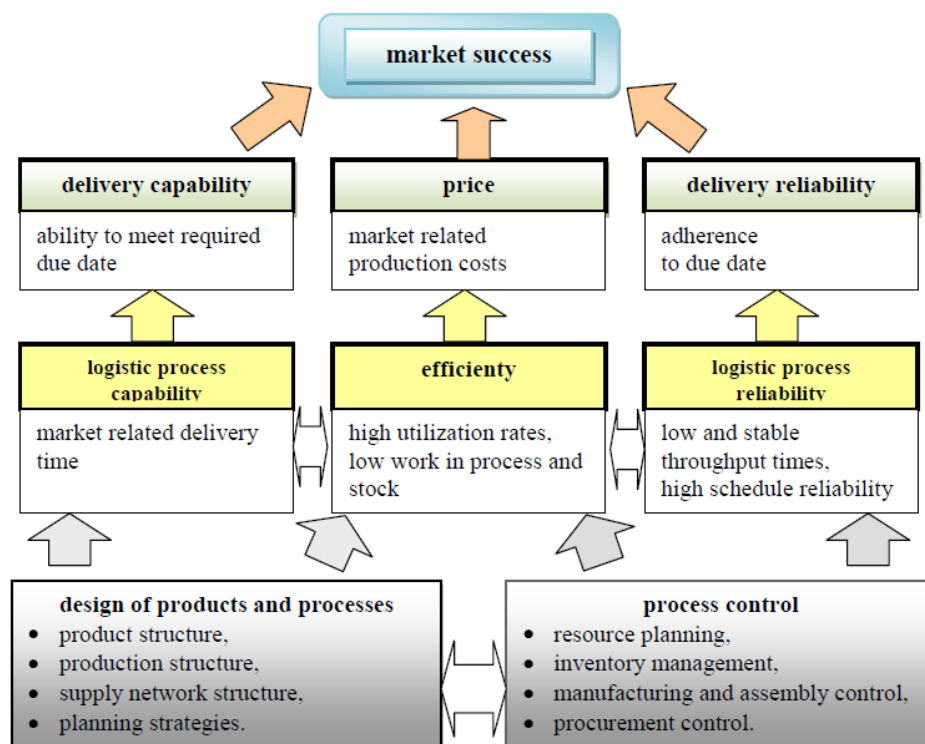 market success
delivery capability
ability to meet required
due date
price
market related
production costs
delivery reliability
adherence
to due date
logistic process
capability
market related delivery
time
efficienty
high utilization rates,
low work in process and
stock
logistic process
reliability
low and stable
throughput times,
high schedule reliability
design of products and processes
• product structure,
• production structure,
• supply network structure,
• planning strategies.
process control
• resource planning,
• inventory management,
• manufacturing and assembly control,
• procurement control.